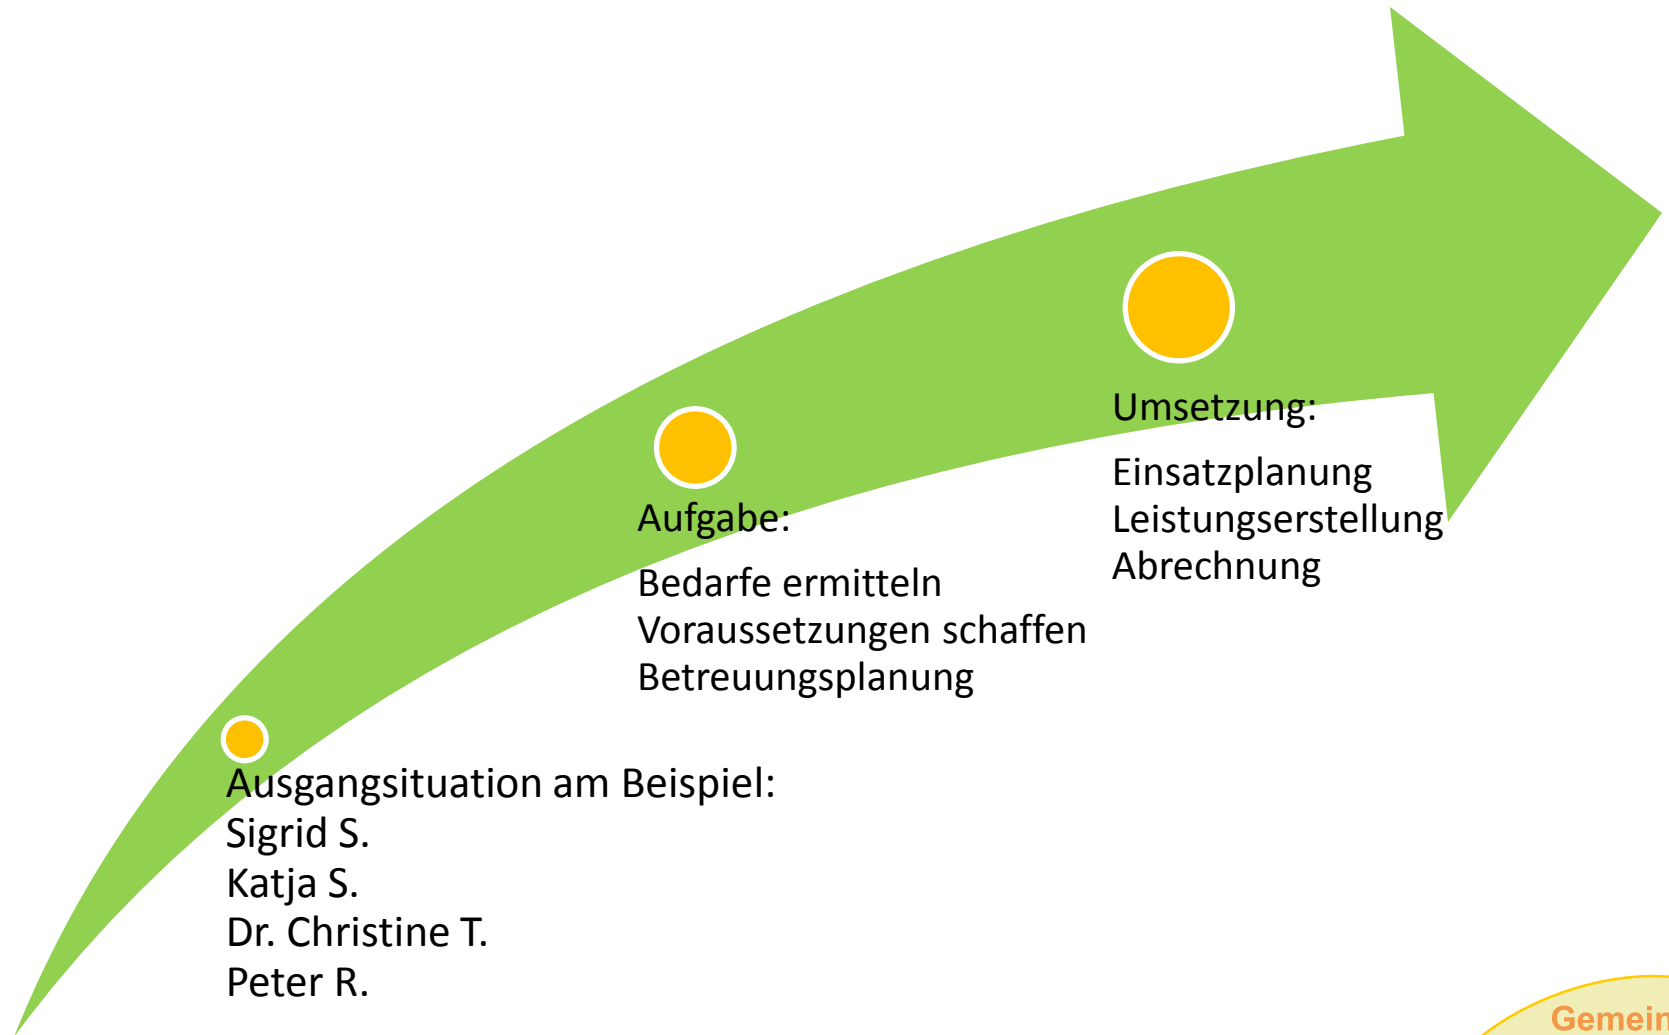 Umsetzung:
Einsatzplanung
Leistungserstellung
Abrechnung
Aufgabe:
Bedarfe ermitteln
Voraussetzungen schaffen
Betreuungsplanung
Ausgangsituation am Beispiel:
Sigrid S.
Katja S.
Dr. Christine T.
Peter R.
Gemein